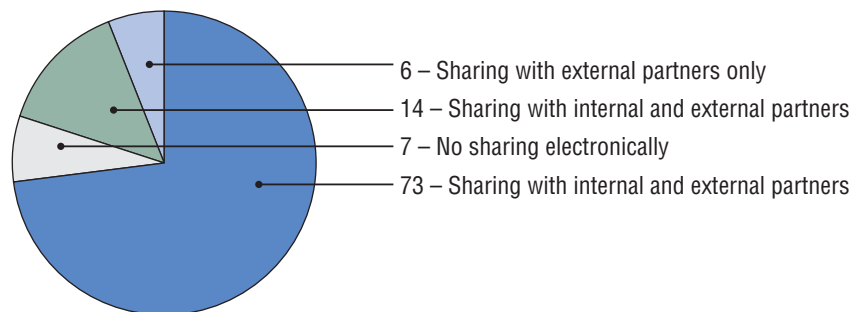 6 – Sharing with external partners only
14 – Sharing with internal and external partners
7 – No sharing electronically
73 – Sharing with internal and external partners